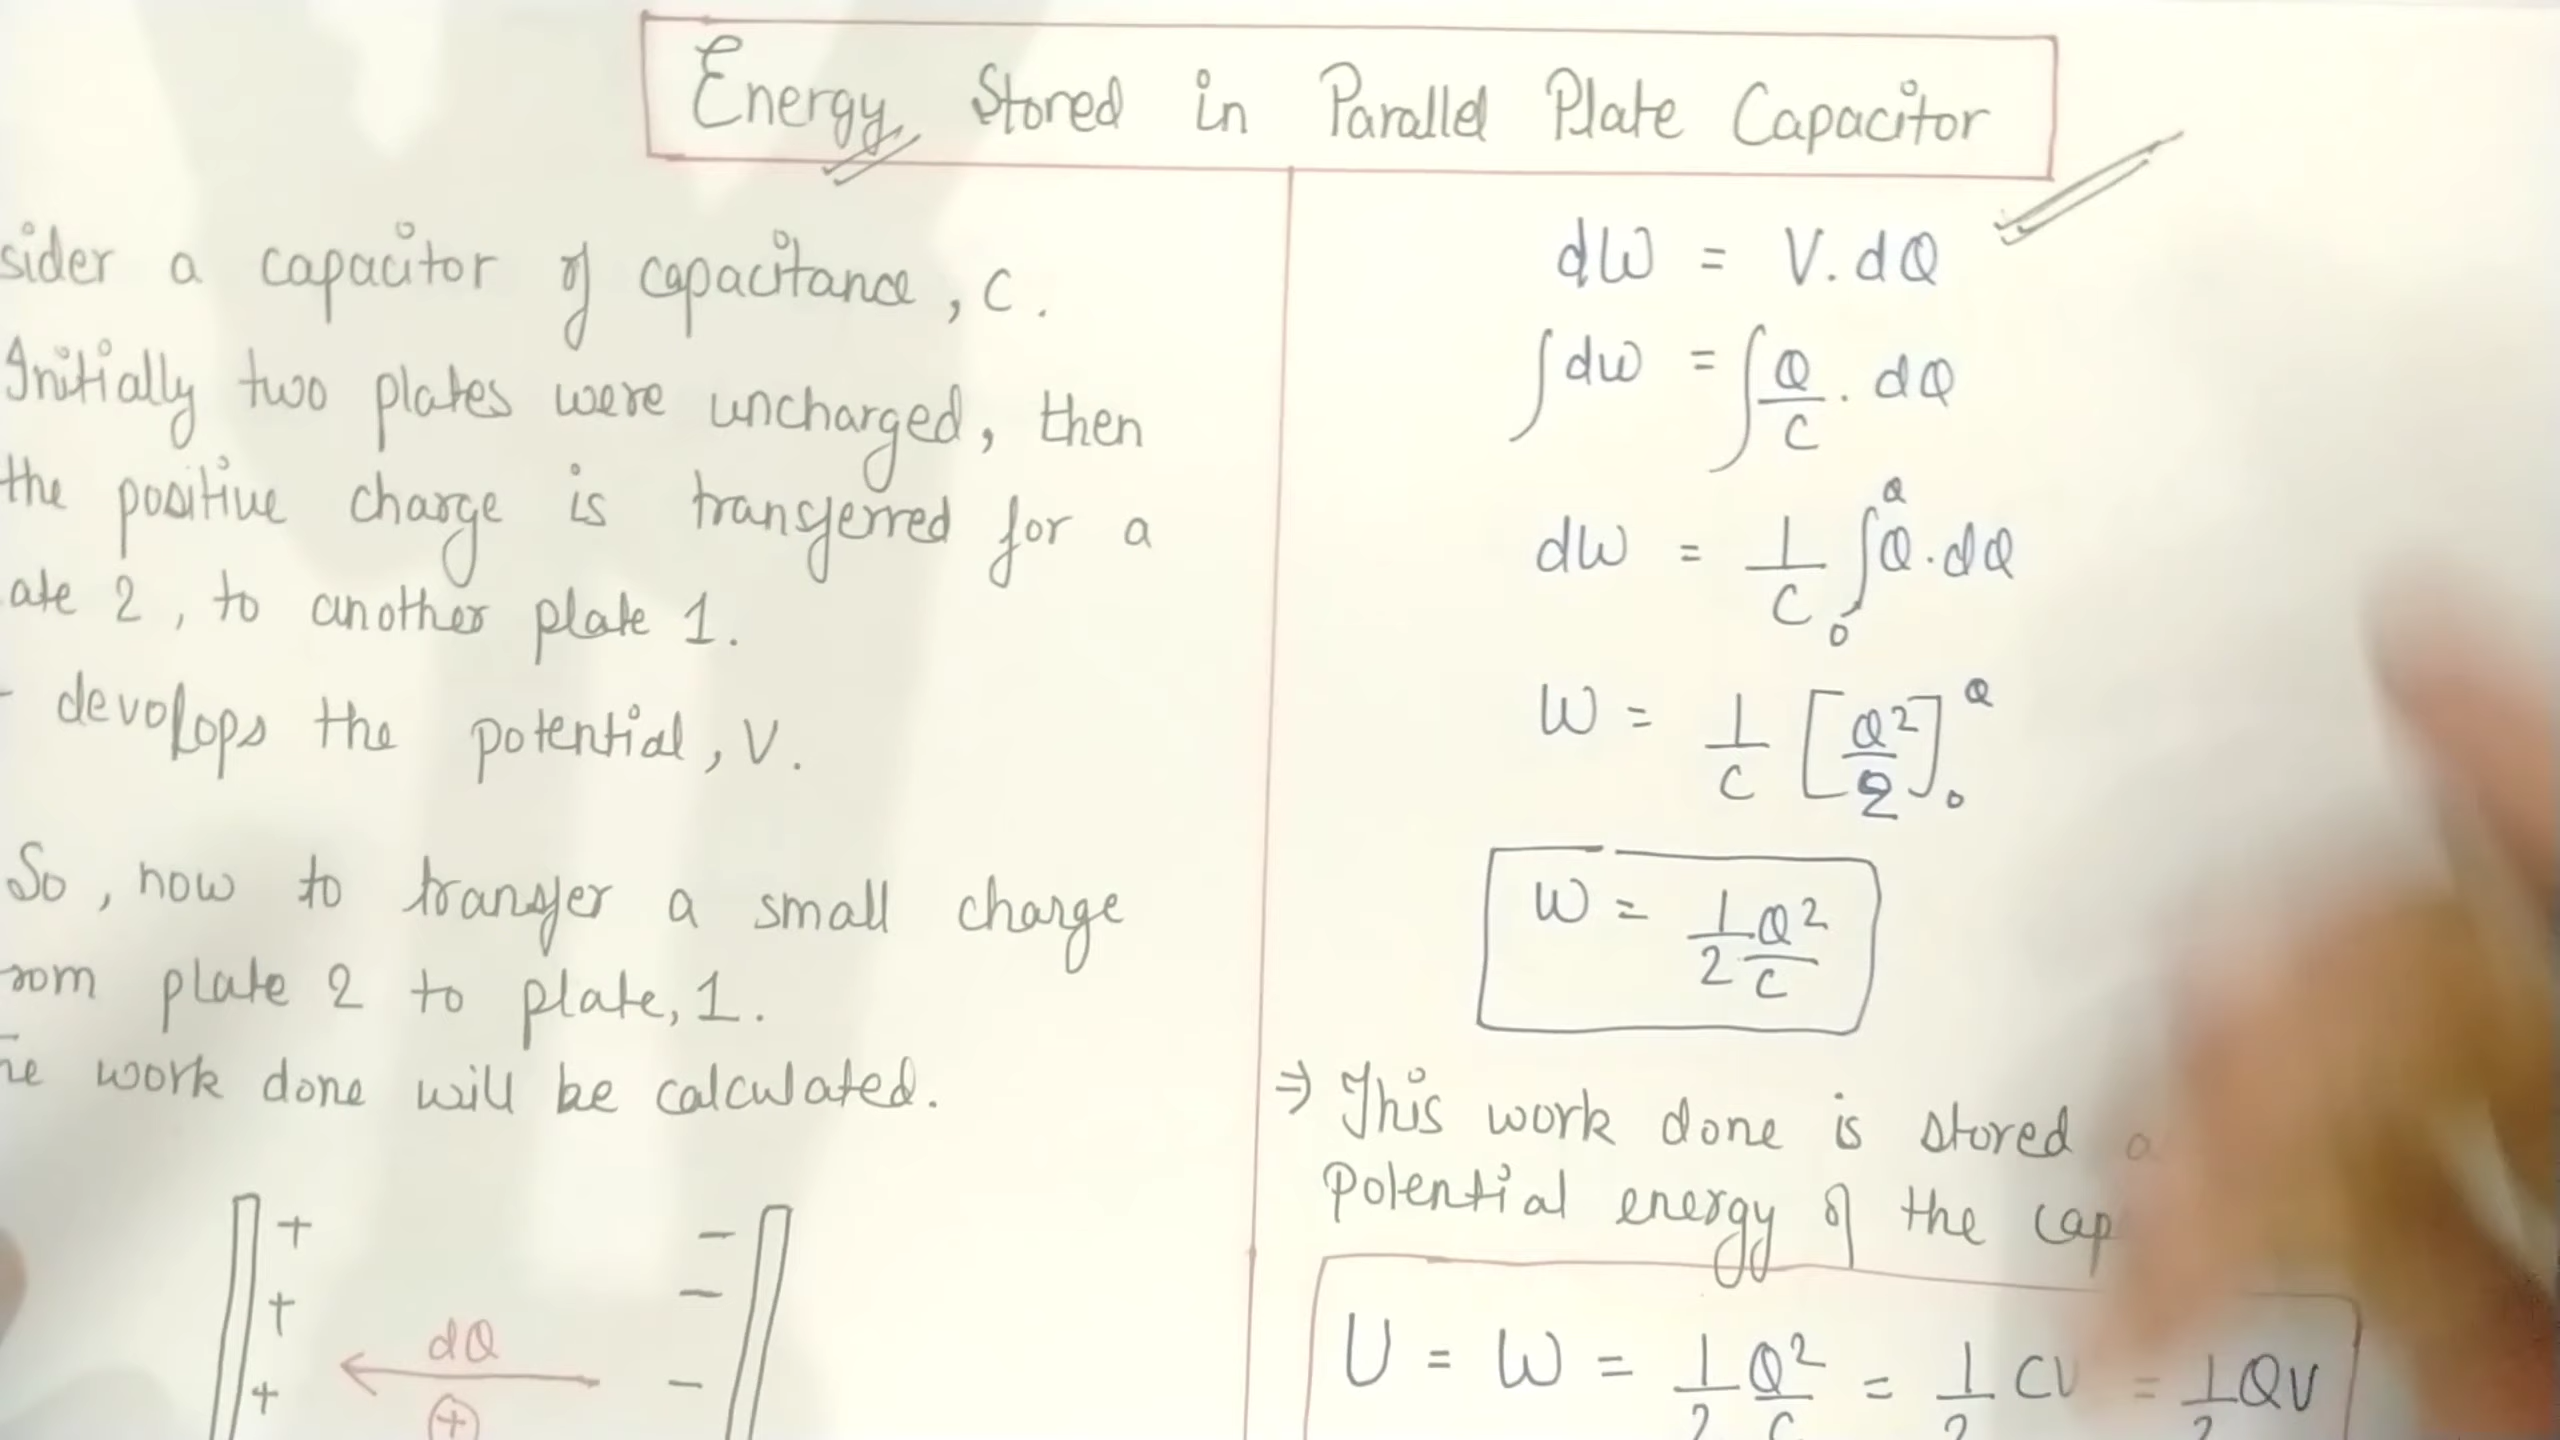 Energy Stored in Parallel Plate Capacitor
sider a capacitor of capacitance, C.
Initially two plates were uncharged, then
the positive charge is transferred for a
ate 2, to another plate 1.
devolops the potential, V.
So, now to transfer a small charge
rom plate 2 to plate, 1.
he work done will be calculated.
+ −
+ −
dQ
+ −
+
dW = V. dQ
∫dW = ∫Q/C . dQ
dW = 1/C ₀∫^Q Q. dQ
W = 1/C [Q²/2]₀^Q
W = 1/2 Q²/C
⇒ This work done is stored a
Potential energy of the cap
U = W = 1/2 Q²/C = 1/2 CV = 1/2 QV